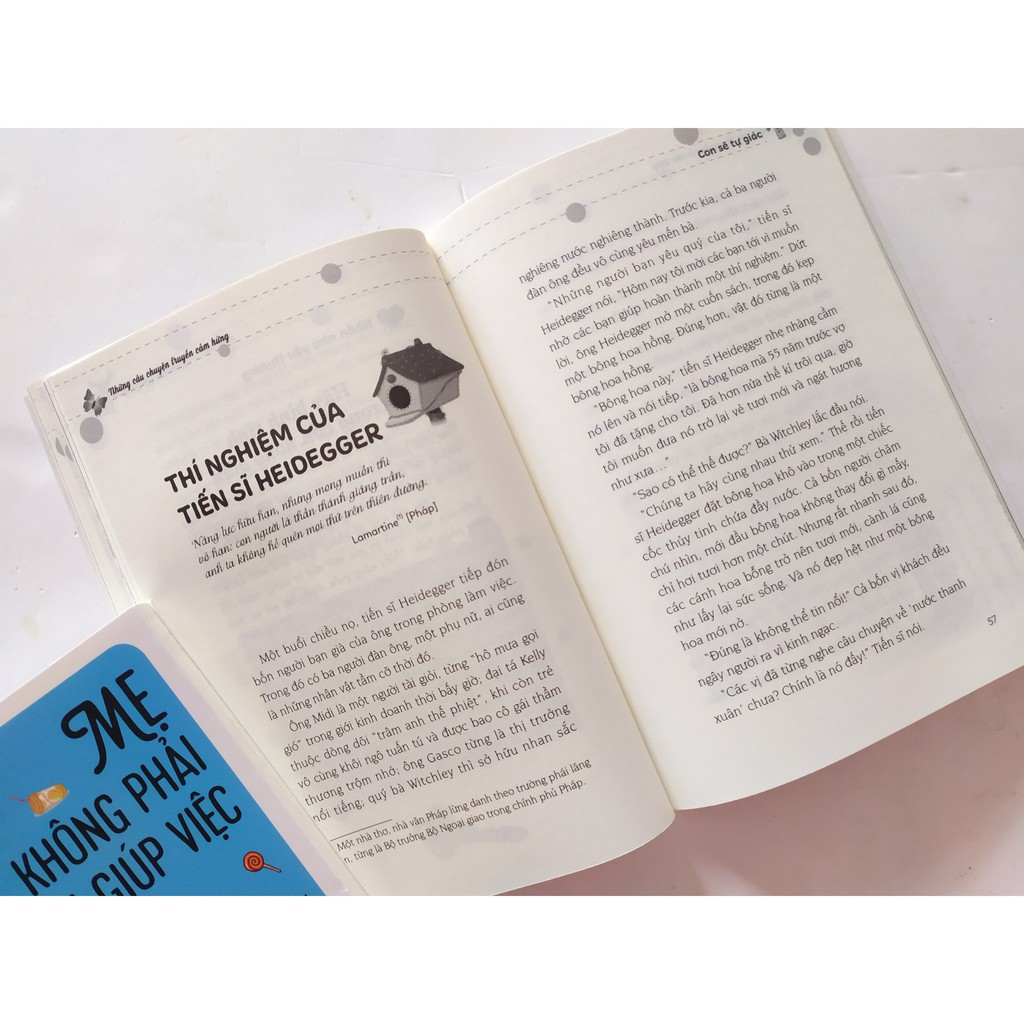 Những câu chuyện truyền cảm hứng
THÍ NGHIỆM CỦA
TIẾN SĨ HEIDEGGER
Năng lực hữu hạn, nhưng mong muốn thì
vô hạn: con người là thần thánh giáng trần,
anh ta không hề quên mọi thứ trên thiên đường.
Lamartine⁽¹⁾ (Pháp)
Một buổi chiều nọ, tiến sĩ Heidegger tiếp đón
bốn người bạn già của ông trong phòng làm việc.
Trong đó có ba người đàn ông, một phụ nữ, ai cũng
là những nhân vật tầm cỡ thời đó.
Ông Midi là một người tài giỏi, từng "hô mưa gọi
gió" trong giới kinh doanh thời bấy giờ; đại tá Kelly
thuộc dòng dõi "trâm anh thế phiệt", khi còn trẻ
vô cùng khôi ngô tuấn tú và được bao cô gái thầm
thương trộm nhớ; ông Gasco từng là thị trưởng
nổi tiếng, quý bà Witchley thì sở hữu nhan sắc
Một nhà thơ, nhà văn Pháp lừng danh theo trường phái lãng
n, từng là Bộ trưởng Bộ Ngoại giao trong chính phủ Pháp.
Con sẽ tự giác
nghiêng nước nghiêng thành. Trước kia, cả ba người
đàn ông đều vô cùng yêu mến bà.
"Những người bạn yêu quý của tôi," tiến sĩ
Heidegger nói, "Hôm nay tôi mời các bạn tới vì muốn
nhờ các bạn giúp hoàn thành một thí nghiệm." Dứt
lời, ông Heidegger mở một cuốn sách, trong đó kẹp
một bông hoa hồng. Đúng hơn, vật đó từng là một
bông hoa hồng.
"Bông hoa này," tiến sĩ Heidegger nhẹ nhàng cầm
nó lên và nói tiếp, "là bông hoa mà 55 năm trước vợ
tôi đã tặng cho tôi. Đã hơn nửa thế kỉ trôi qua, giờ
tôi muốn đưa nó trở lại vẻ tươi mới và ngát hương
như xưa..."
"Sao có thể thế được?" Bà Witchley lắc đầu nói.
"Chúng ta hãy cùng nhau thử xem." Thế rồi tiến
sĩ Heidegger đặt bông hoa khô vào trong một chiếc
cốc thủy tinh chứa đầy nước. Cả bốn người chăm
chú nhìn, mới đầu bông hoa không thay đổi gì mấy,
chỉ hơi tươi hơn một chút. Nhưng rất nhanh sau đó,
các cánh hoa bỗng trở nên tươi mới, cành lá cũng
như lấy lại sức sống. Và nó đẹp hệt như một bông
hoa mới nở.
"Đúng là không thể tin nổi!" Cả bốn vị khách đều
ngây người ra vì kinh ngạc.
"Các vị đã từng nghe câu chuyện về 'nước thanh
xuân' chưa? Chính là nó đấy!" Tiến sĩ nói.
57
MẸ
KHÔNG PHẢI
GIÚP VIỆC